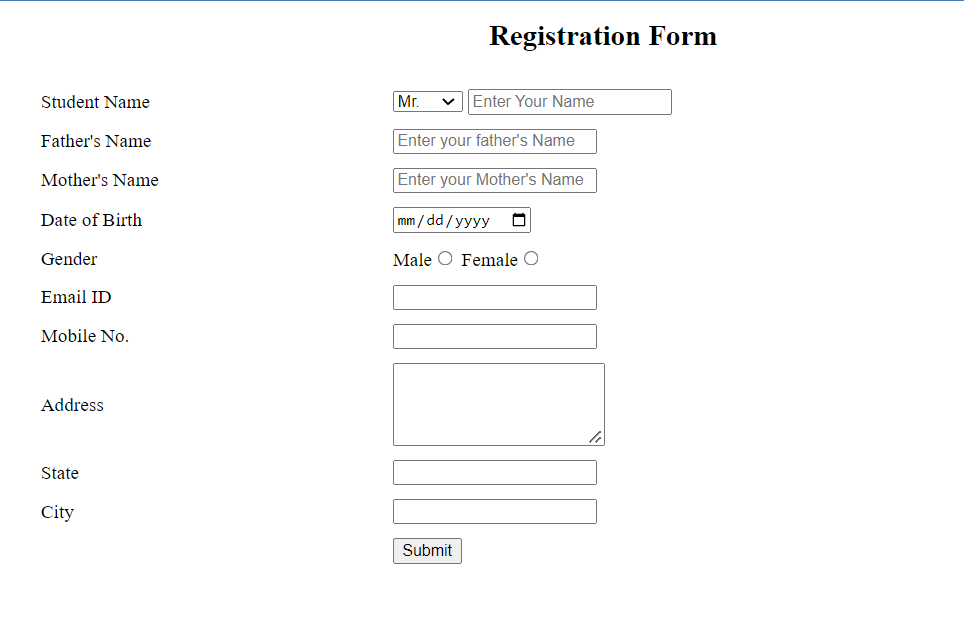 Registration Form
Student Name Mr. Enter Your Name
Father's Name Enter your father's Name
Mother's Name Enter your Mother's Name
Date of Birth mm/dd/yyyy
Gender Male Female
Email ID
Mobile No.
Address
State
City
Submit